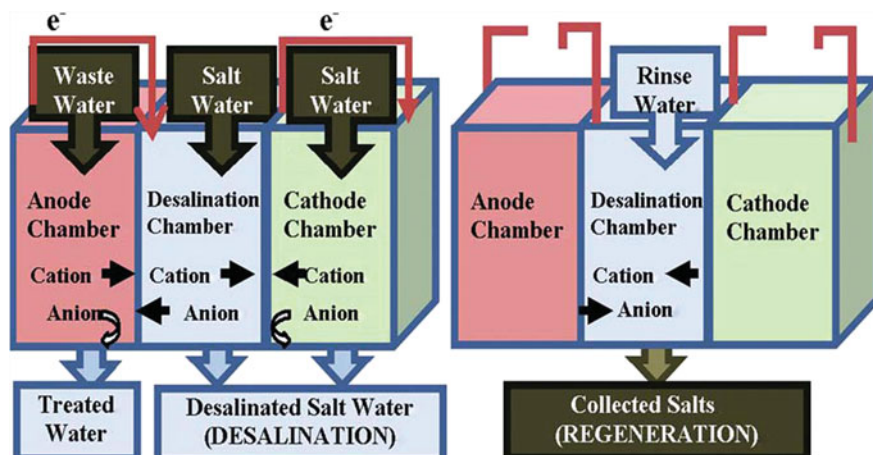 e-
e-
Waste
Water
Salt
Water
Salt
Water
Anode
Chamber
Desalination
Chamber
Cathode
Chamber
Cation
Cation
Cation
Anion
Anion
Anion
Treated
Water
Desalinated Salt Water
(DESALINATION)
Rinse
Water
Anode
Chamber
Desalination
Chamber
Cathode
Chamber
Cation
Anion
Collected Salts
(REGENERATION)